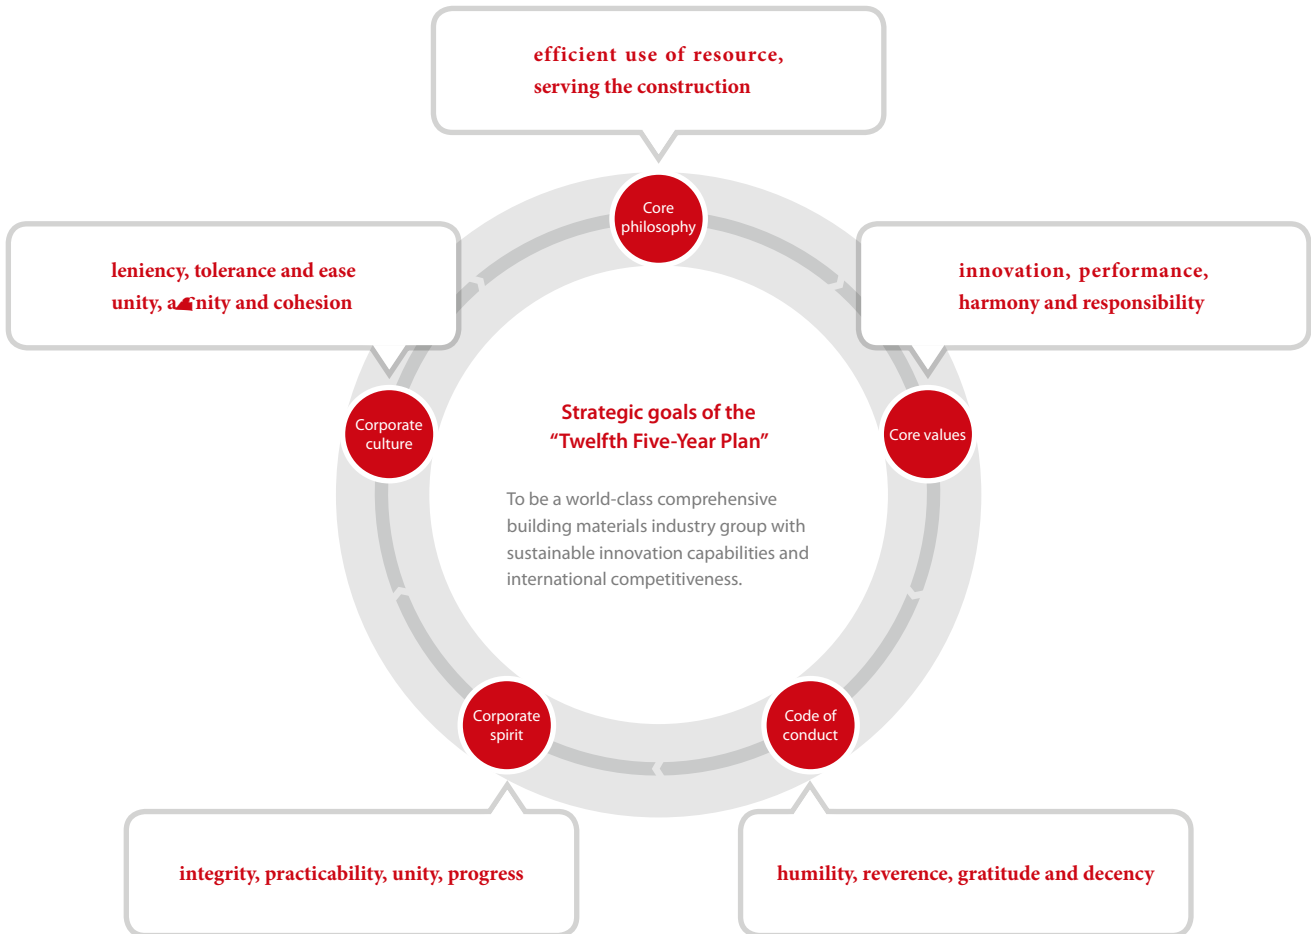 efficient use of resource,
serving the construction
Core
philosophy
leniency, tolerance and ease
unity, and cohesion
innovation, performance,
harmony and responsibility
Corporate
culture
Core values
Strategic goals of the
“Twelfth Five-Year Plan”
To be a world-class comprehensive
building materials industry group with
sustainable innovation capabilities and
international competitiveness.
Corporate
spirit
Code of
conduct
integrity, practicability, unity, progress
humility, reverence, gratitude and decency